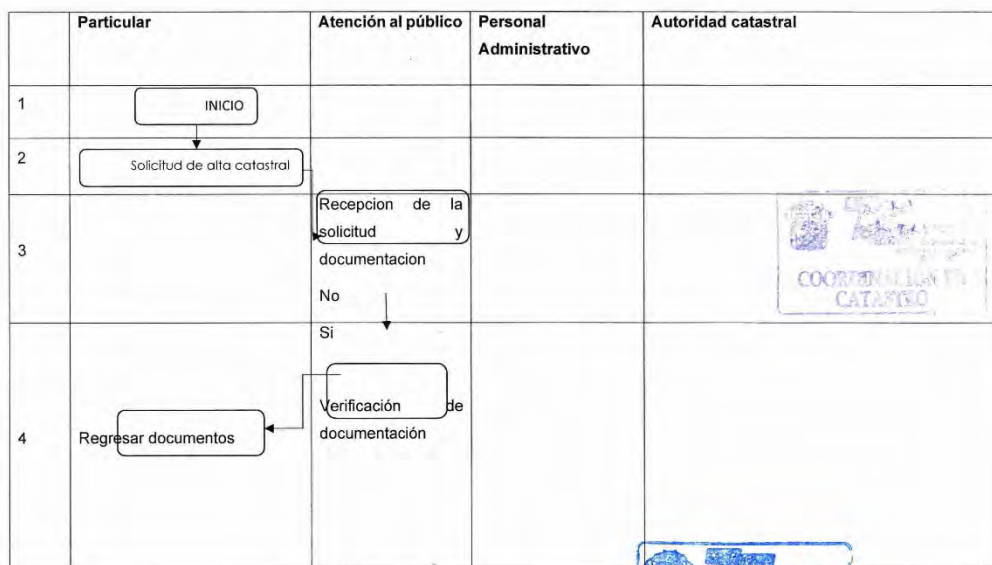 Particular
Atención al público
Personal
Administrativo
Autoridad catastral
1
INICIO
2
Solicitud de alta catastral
3
Recepcion de la
solicitud y
documentacion
No
Si
COORDINACION DE
CATASTRO
4
Regresar documentos
Verificación de
documentación